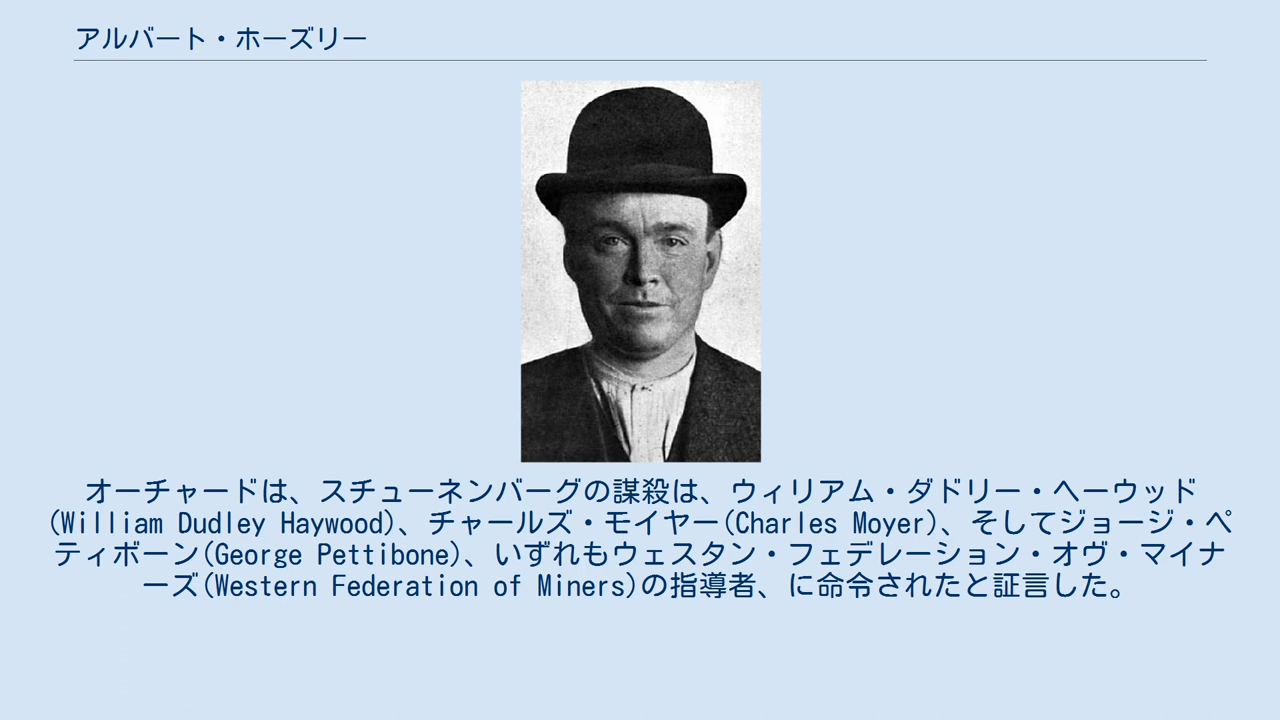 アルバート・ホーズリー
オーチャードは、スチューネンバーグの謀殺は、ウィリアム・ダドリー・ヘーウッド
(William Dudley Haywood)、チャールズ・モイヤー(Charles Moyer)、そしてジョージ・ペ
ティボーン(George Pettibone)、いずれもウェスタン・フェデレーション・オヴ・マイナ
ーズ(Western Federation of Miners)の指導者、に命令されたと証言した。